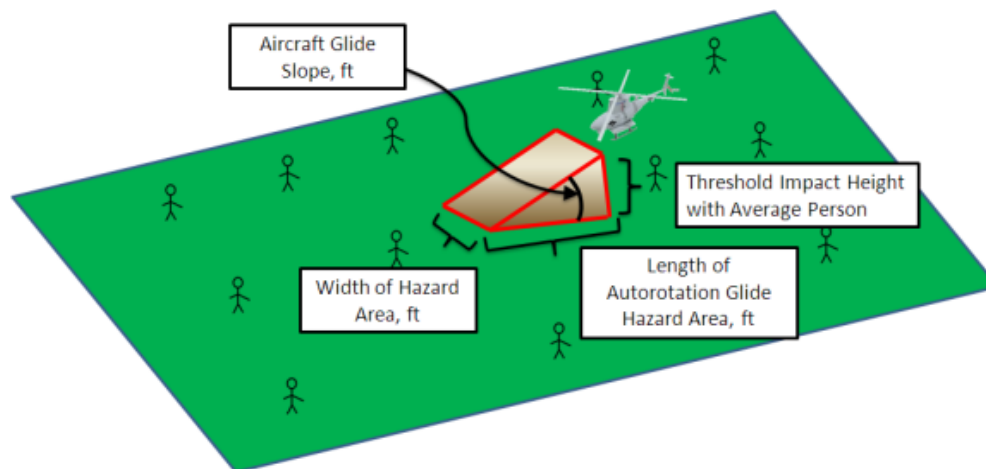 Aircraft Glide
Slope, ft
Threshold Impact Height
with Average Person
Width of Hazard
Area, ft
Length of
Autorotation Glide
Hazard Area, ft